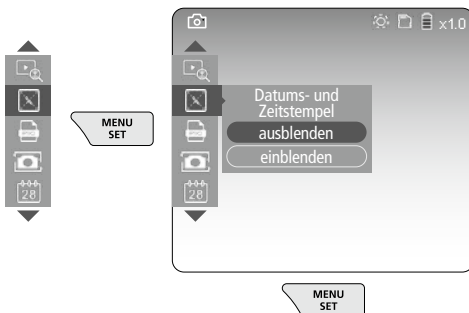 x1.0
MENU
SET
Datums- und
Zeitstempel
ausblenden
einblenden
28
28
MENU
SET